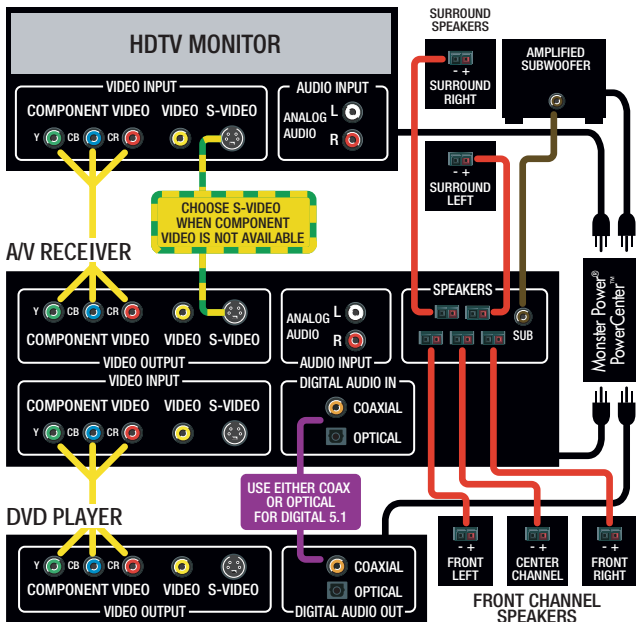 HDTV MONITOR
VIDEO INPUT
COMPONENT VIDEO VIDEO S-VIDEO
Y CB CR
AUDIO INPUT
ANALOG AUDIO
L
R
SURROUND
SPEAKERS
- +
SURROUND
RIGHT
AMPLIFIED
SUBWOOFER
- +
SURROUND
LEFT
CHOOSE S-VIDEO
WHEN COMPONENT
VIDEO IS NOT AVAILABLE
A/V RECEIVER
Y CB CR
COMPONENT VIDEO VIDEO S-VIDEO
VIDEO OUTPUT
ANALOG AUDIO
L
R
AUDIO INPUT
SPEAKERS
SUB
Monster Power®
PowerCenter™
VIDEO INPUT
COMPONENT VIDEO VIDEO S-VIDEO
Y CB CR
DIGITAL AUDIO IN
COAXIAL
OPTICAL
USE EITHER COAX
OR OPTICAL
FOR DIGITAL 5.1
DVD PLAYER
Y CB CR
COMPONENT VIDEO VIDEO S-VIDEO
VIDEO OUTPUT
COAXIAL
OPTICAL
DIGITAL AUDIO OUT
- +
FRONT
LEFT
- +
CENTER
CHANNEL
- +
FRONT
RIGHT
FRONT CHANNEL
SPEAKERS